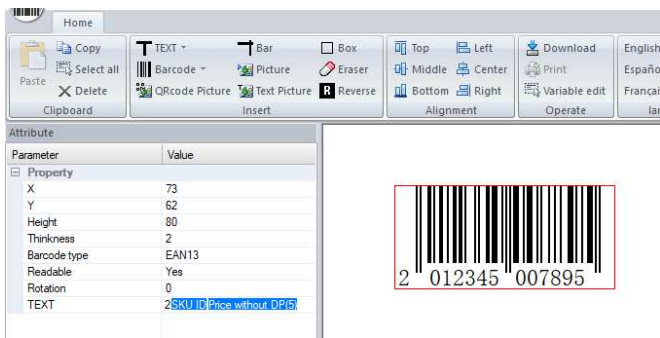 Home
Paste
Copy
Select all
Delete
Clipboard
TEXT
Bar
Box
Barcode
Picture
Eraser
QRcode Picture
Text Picture
R Reverse
Insert
Top
Left
Middle
Center
Bottom
Right
Alignment
Download
Print
Variable edit
Operate
English
Españo
Françai
lar
Attribute
Parameter Value
Property
X 73
Y 62
Height 80
Thinkness 2
Barcode type EAN13
Readable Yes
Rotation 0
TEXT 2SKU ID Price without DP(5)
2 012345 007895